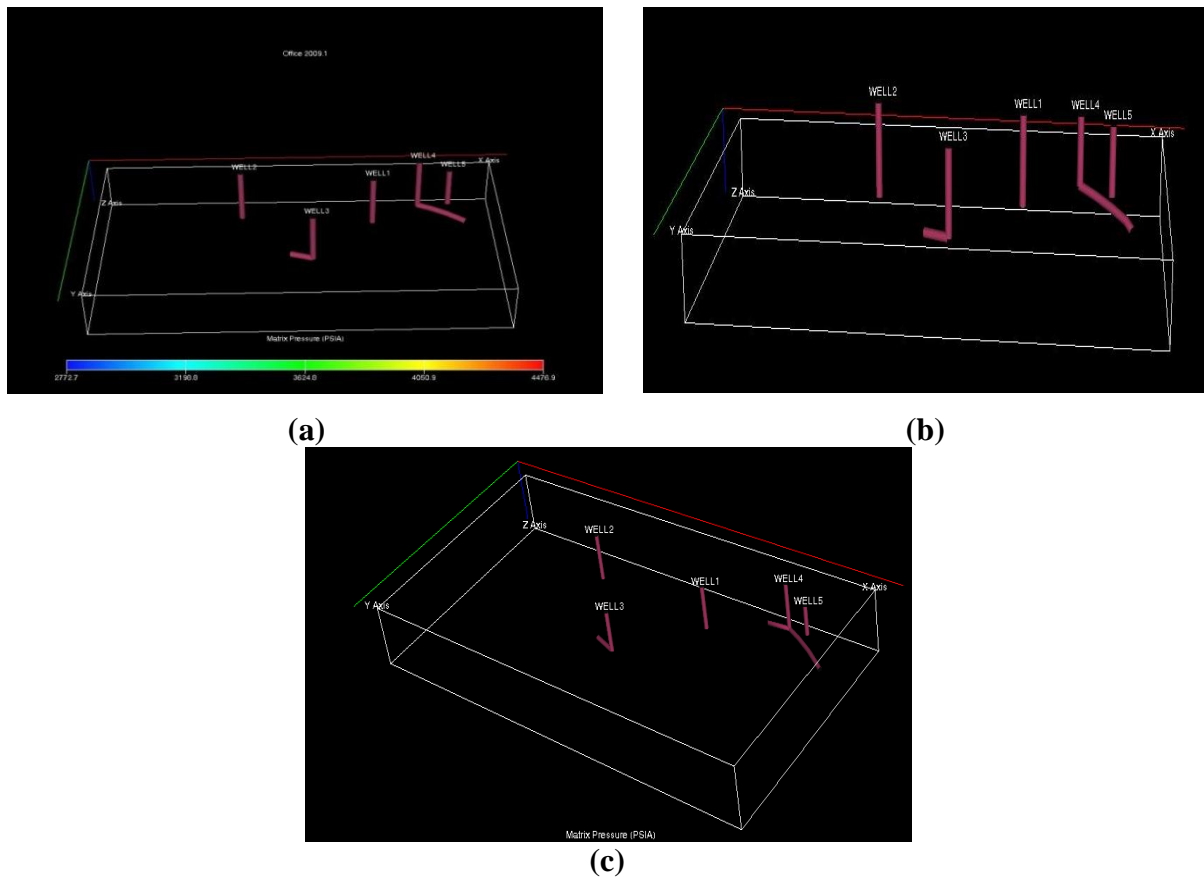 Office 2009.1
WELL4
WELL2 WELL1 WELL5 X Axis
Z Axis
WELL3
Y Axis
Matrix Pressure (PSIA)
2772.7 3198.8 3624.8 4050.9 4476.9
(a)
WELL2
WELL1 WELL4
WELL5
WELL3 X Axis
Z Axis
Y Axis
(b)
Z Axis
WELL2
WELL1 WELL4
X Axis
Y Axis WELL3 WELL5
Matrix Pressure (PSIA)
(c)